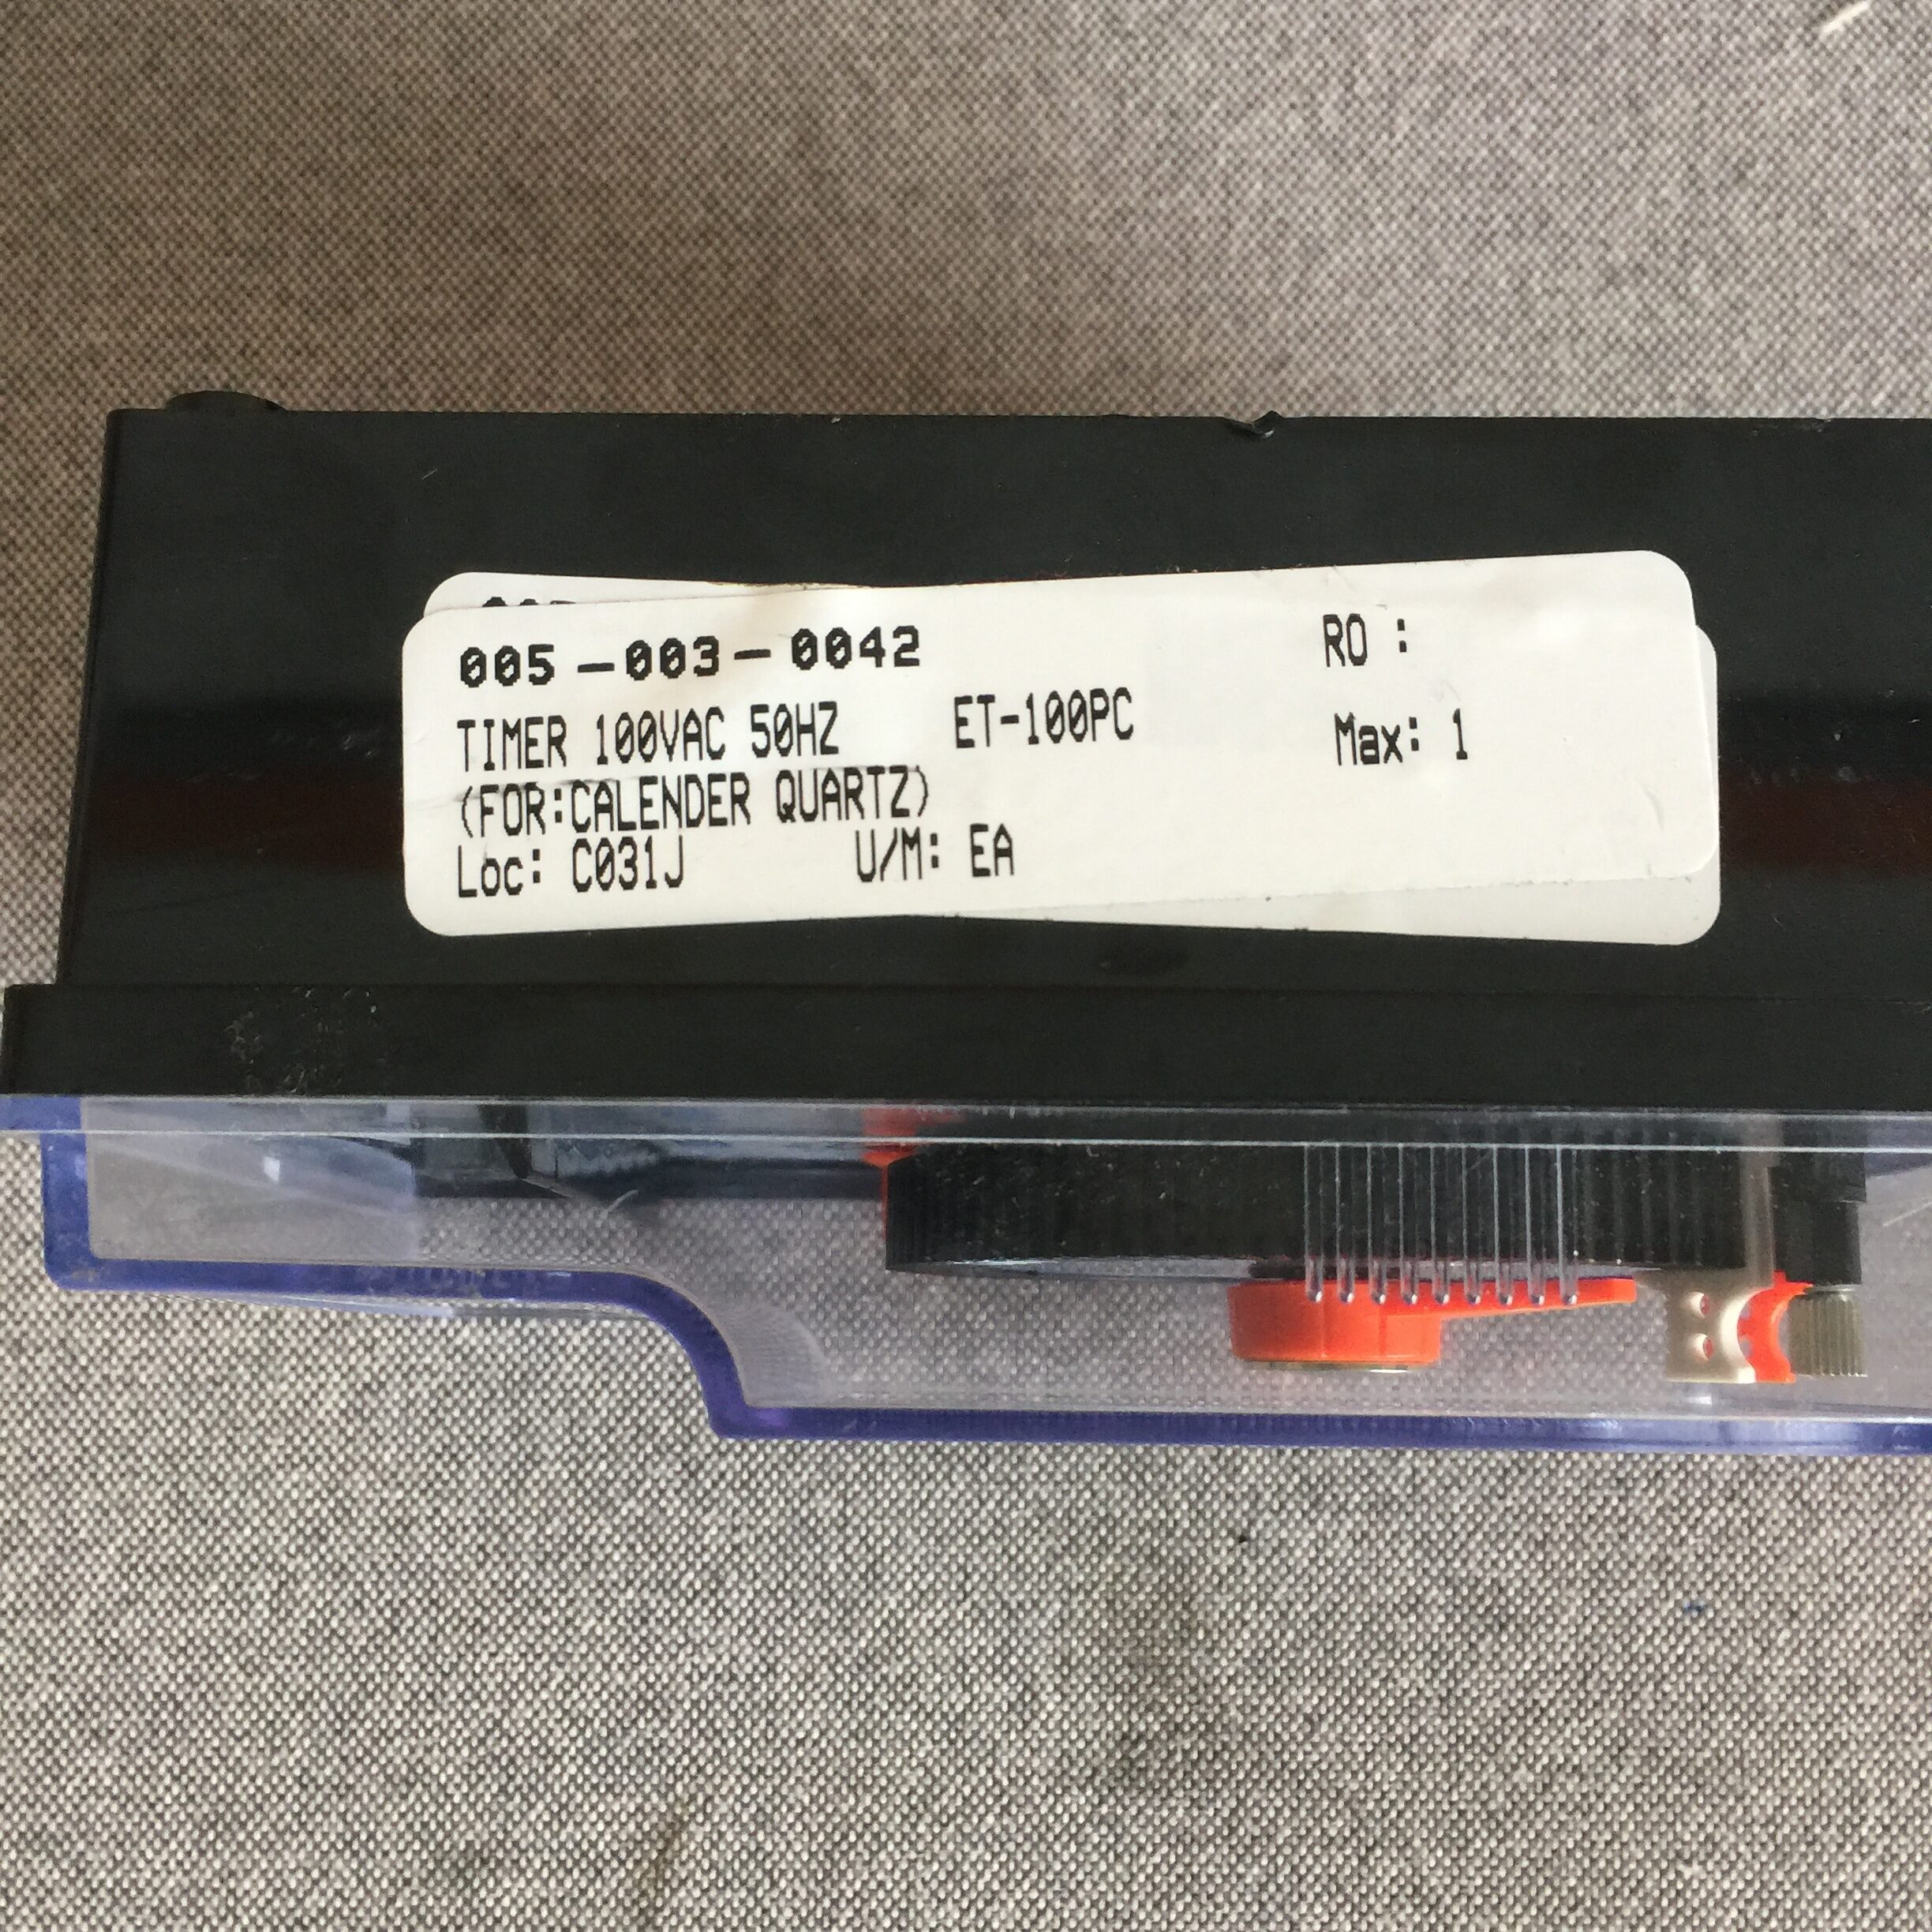 005-003-0042 RO :
TIMER 100VAC 50HZ ET-100PC Max: 1
(FOR:CALENDER QUARTZ)
Loc: C031J U/M: EA